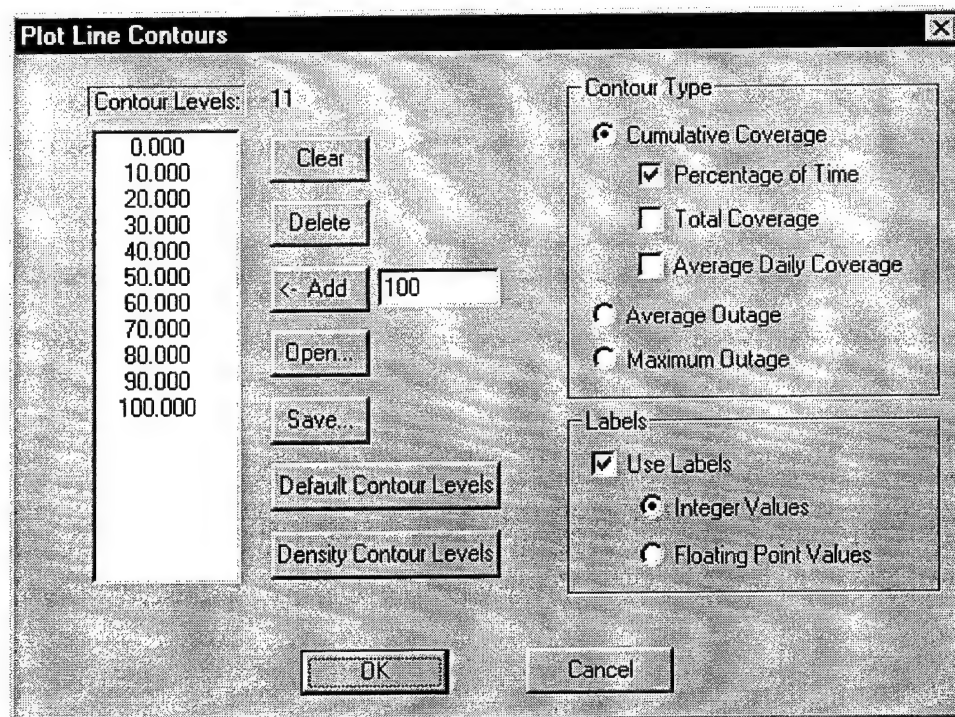 Plot Line Contours
Contour Levels: 11
0.000
10.000
20.000
30.000
40.000
50.000
60.000
70.000
80.000
90.000
100.000
Clear
Delete
<- Add 100
Open...
Save...
Default Contour Levels
Density Contour Levels
Contour Type
Cumulative Coverage
Percentage of Time
Total Coverage
Average Daily Coverage
Average Outage
Maximum Outage
Labels
Use Labels
Integer Values
Floating Point Values
OK
Cancel